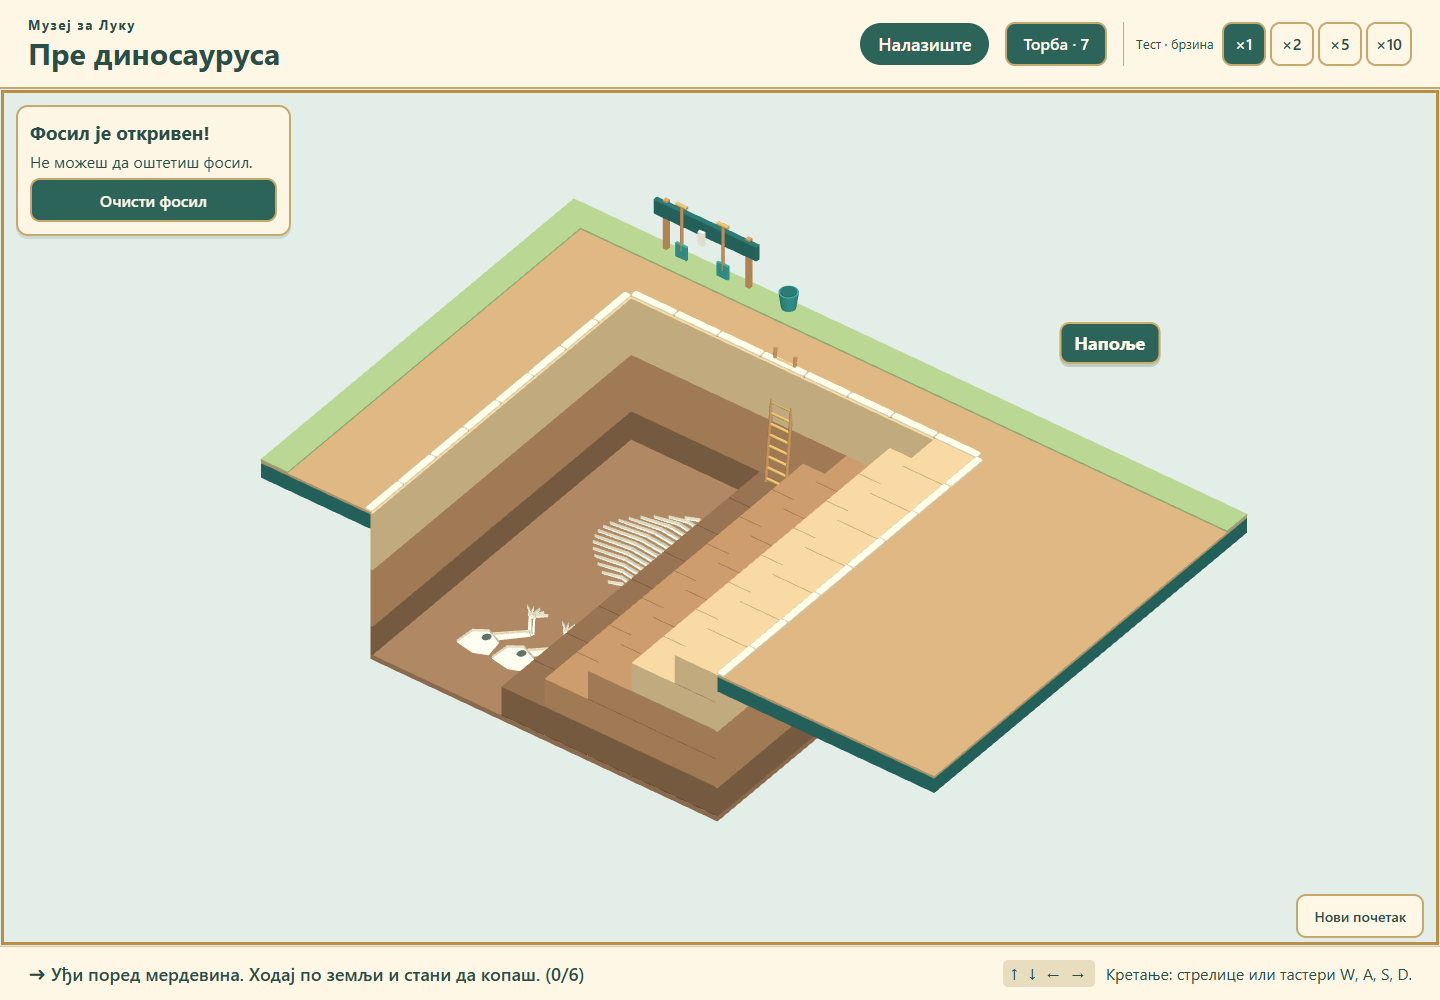 Музеј за Луку
Пре диносауруса
Налазиште
Торба · 7
Тест · брзина
×1
×2
×5
×10
Фосил је откривен!
Не можеш да оштетиш фосил.
Очисти фосил
Напоље
Нови почетак
→ Уђи поред мердевина. Ходај по земљи и стани да копаш. (0/6)
↑ ↓ ← → Кретање: стрелице или тастери W, A, S, D.